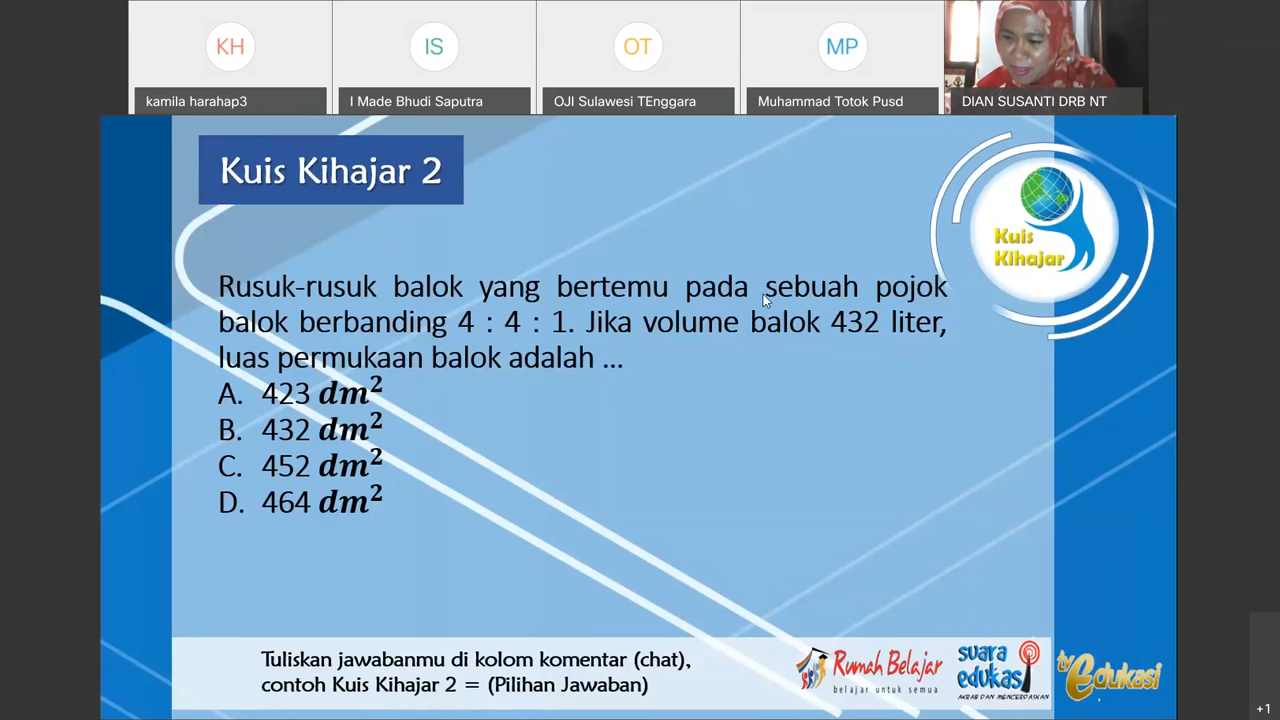 KH
IS
OT
MP
kamila harahap3
I Made Bhudi Saputra
OJI Sulawesi TEnggara
Muhammad Totok Pusd
DIAN SUSANTI DRB NT
Kuis Kihajar 2
Kuis
Kihajar
Rusuk-rusuk balok yang bertemu pada sebuah pojok
balok berbanding 4 : 4 : 1. Jika volume balok 432 liter,
luas permukaan balok adalah ...
A. 423 dm²
B. 432 dm²
C. 452 dm²
D. 464 dm²
Tuliskan jawabanmu di kolom komentar (chat),
contoh Kuis Kihajar 2 = (Pilihan Jawaban)
Rumah Belajar
belajar untuk semua
suara
edukasi
AKRAB DAN MENCERDASKAN
tv edukasi
+1